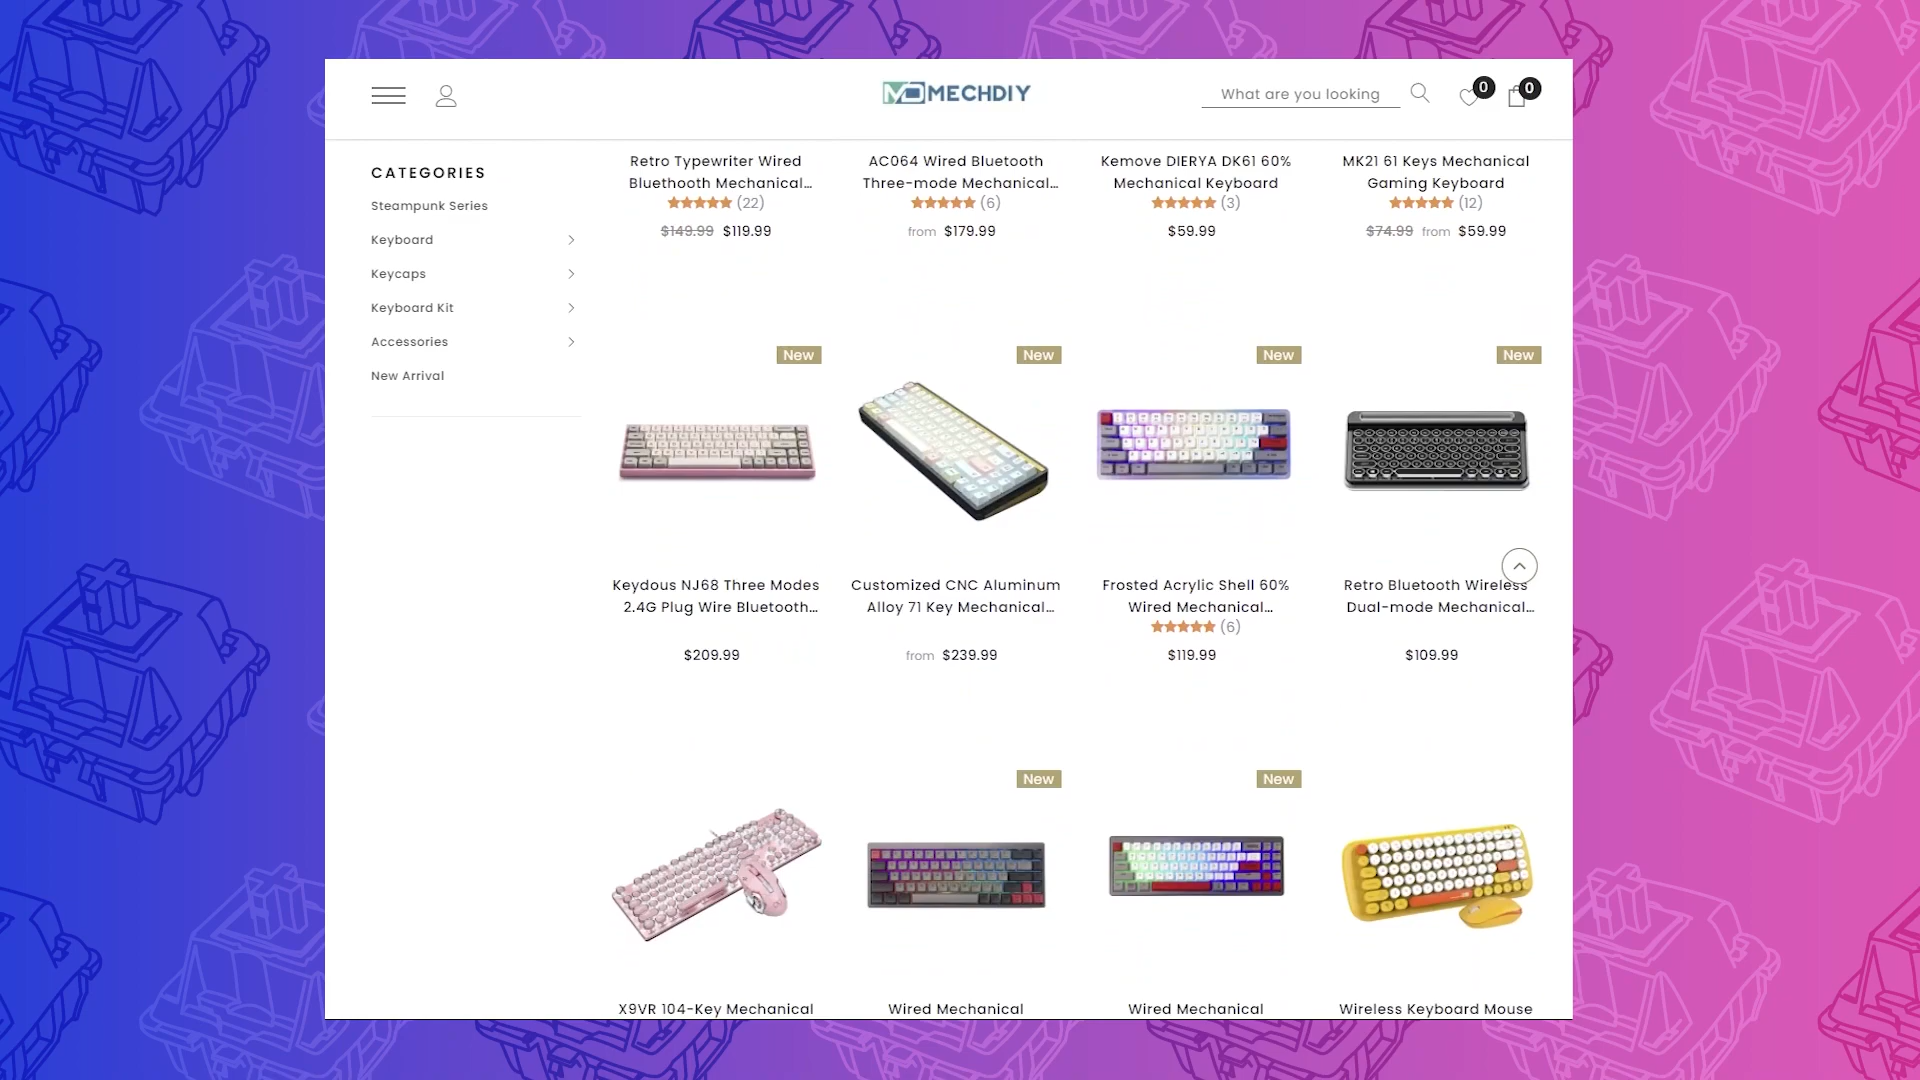 MECHDIY
What are you looking
0
0
CATEGORIES
Steampunk Series
Keyboard
Keycaps
Keyboard Kit
Accessories
New Arrival
Retro Typewriter Wired
Bluethooth Mechanical...
(22)
$149.99 $119.99
AC064 Wired Bluetooth
Three-mode Mechanical...
(6)
from $179.99
Kemove DIERYA DK61 60%
Mechanical Keyboard
(3)
$59.99
MK21 61 Keys Mechanical
Gaming Keyboard
(12)
$74.99 from $59.99
New
Keydous NJ68 Three Modes
2.4G Plug Wire Bluetooth...
$209.99
New
Customized CNC Aluminum
Alloy 71 Key Mechanical...
from $239.99
New
Frosted Acrylic Shell 60%
Wired Mechanical...
(6)
$119.99
New
Retro Bluetooth Wireless
Dual-mode Mechanical...
$109.99
X9VR 104-Key Mechanical
New
Wired Mechanical
New
Wired Mechanical
Wireless Keyboard Mouse